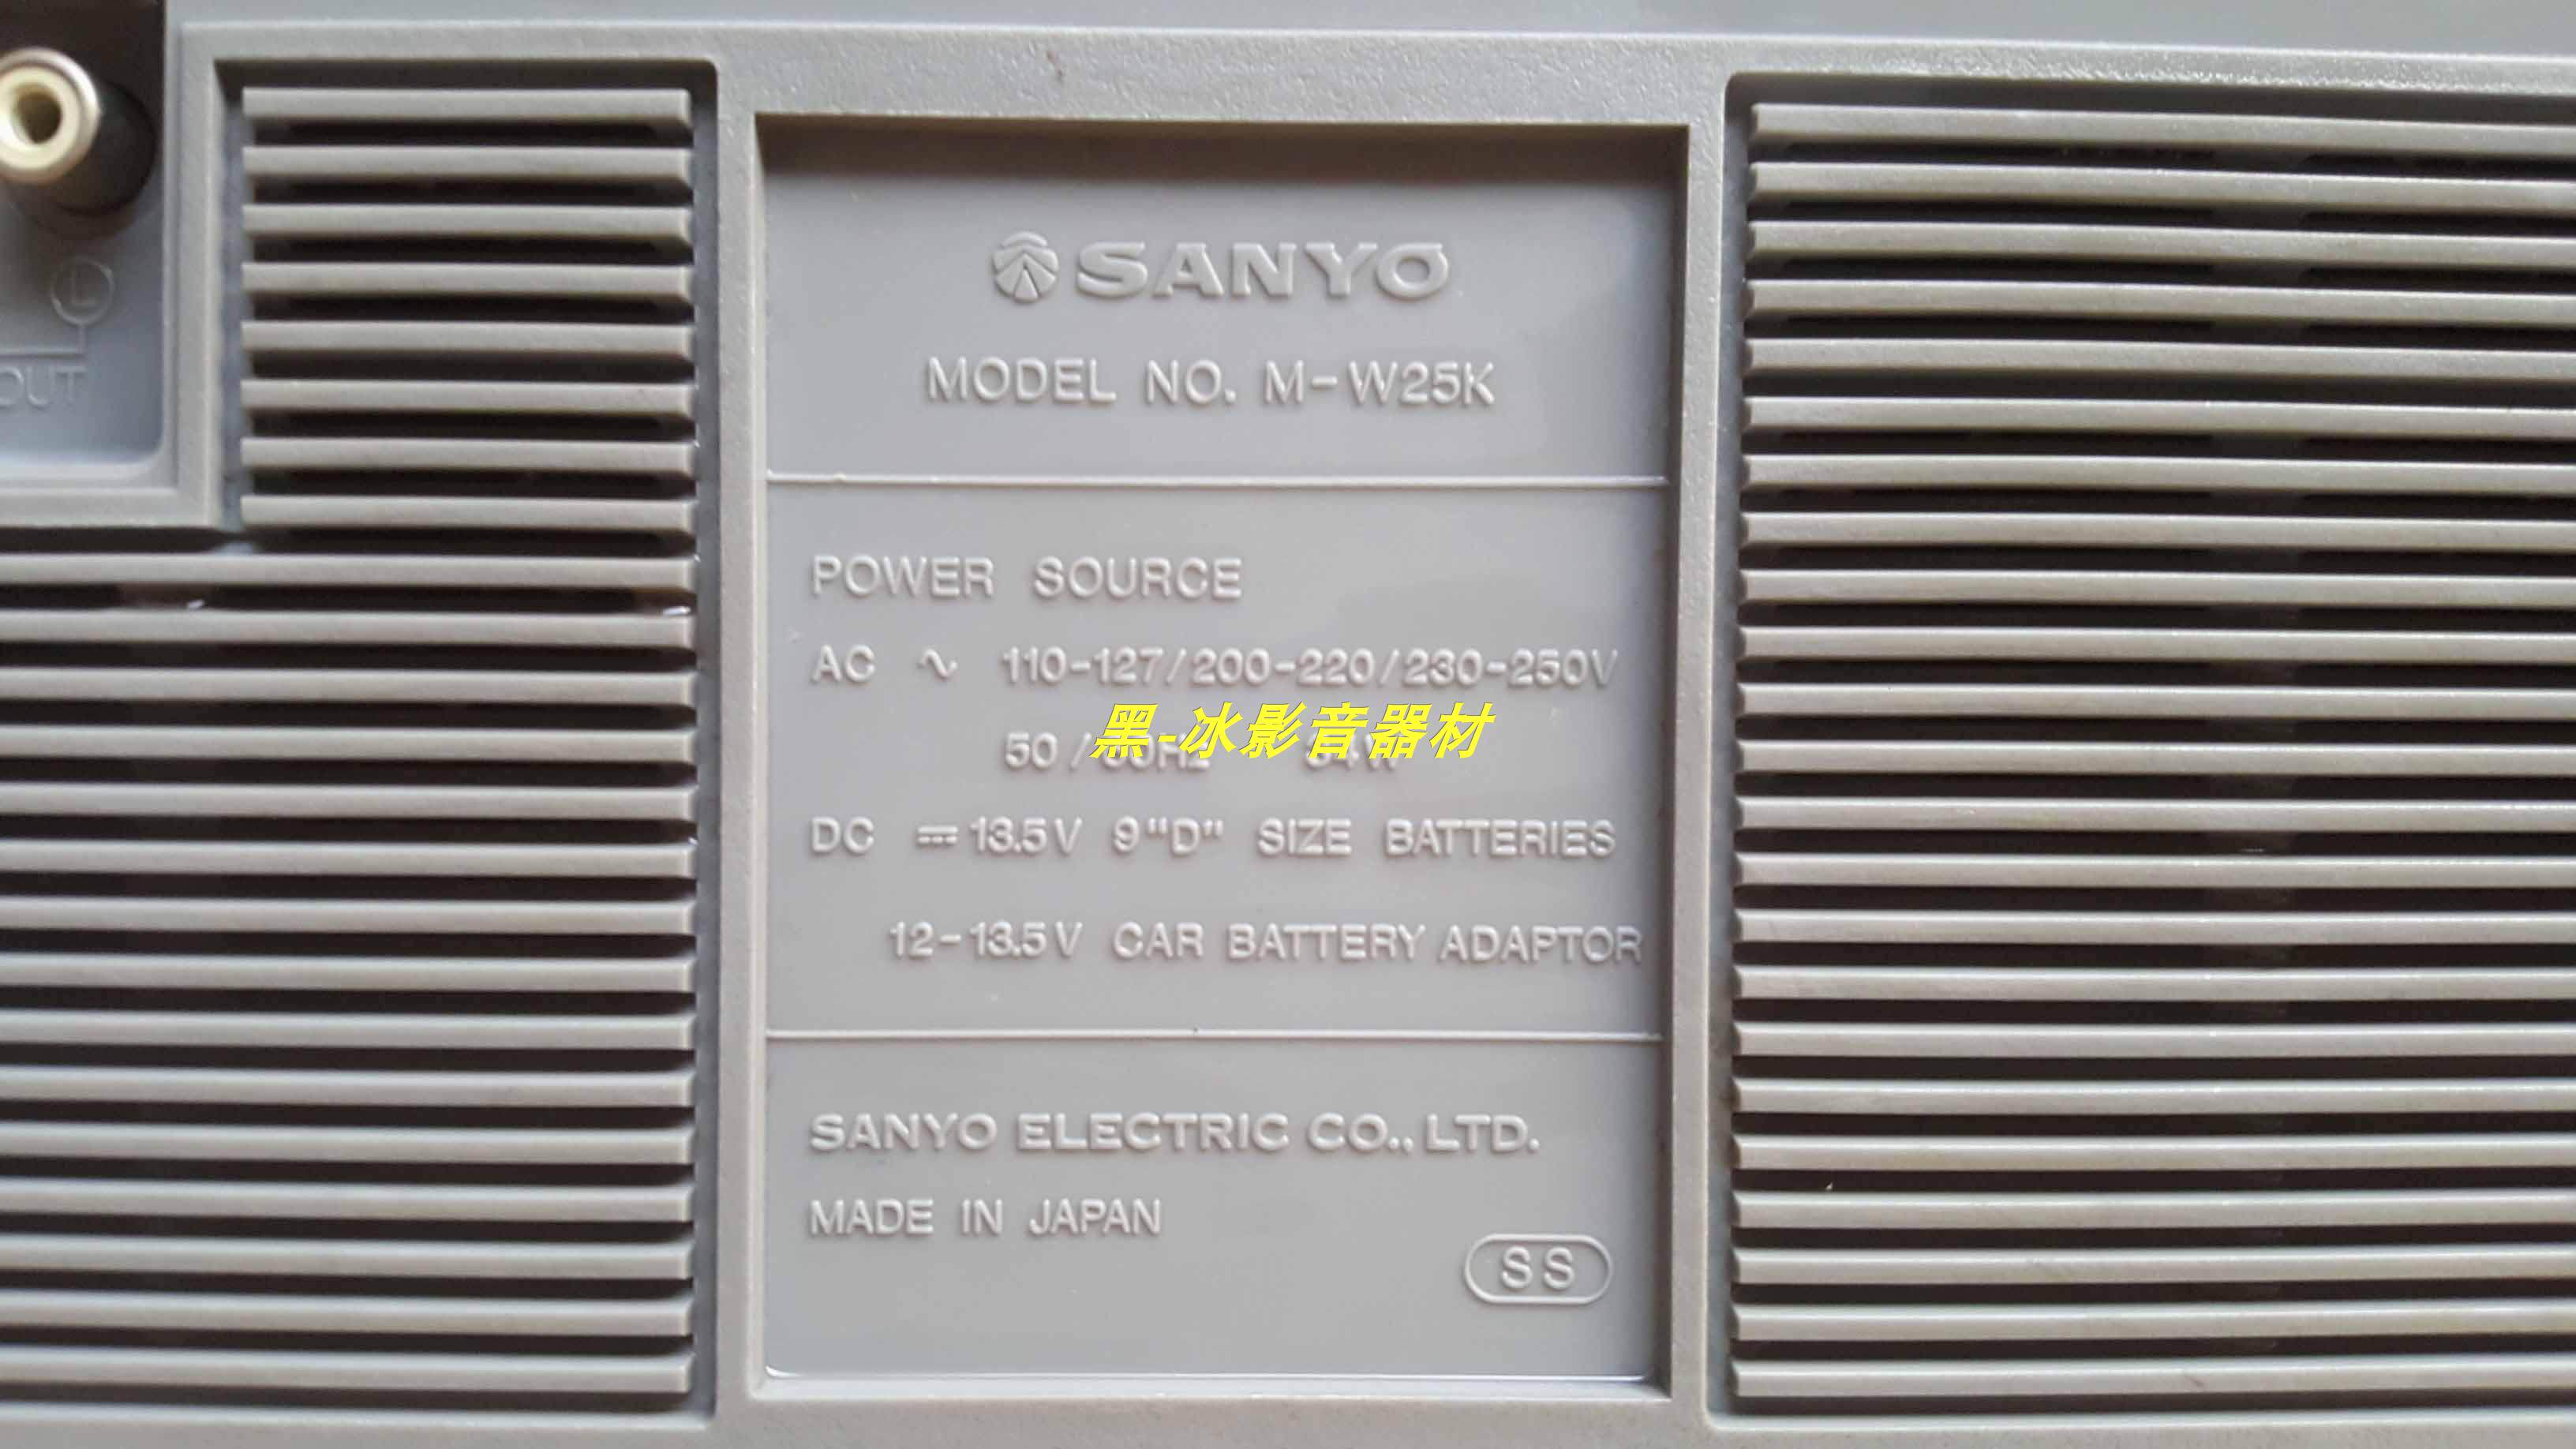 L
OUT
SANYO
MODEL NO. M-W25K
POWER SOURCE
AC ∿ 110-127/200-220/230-250V
黑-冰影音器材
50/60Hz
DC ⎓ 13.5V 9"D" SIZE BATTERIES
12-13.5V CAR BATTERY ADAPTOR
SANYO ELECTRIC CO., LTD.
MADE IN JAPAN
SS